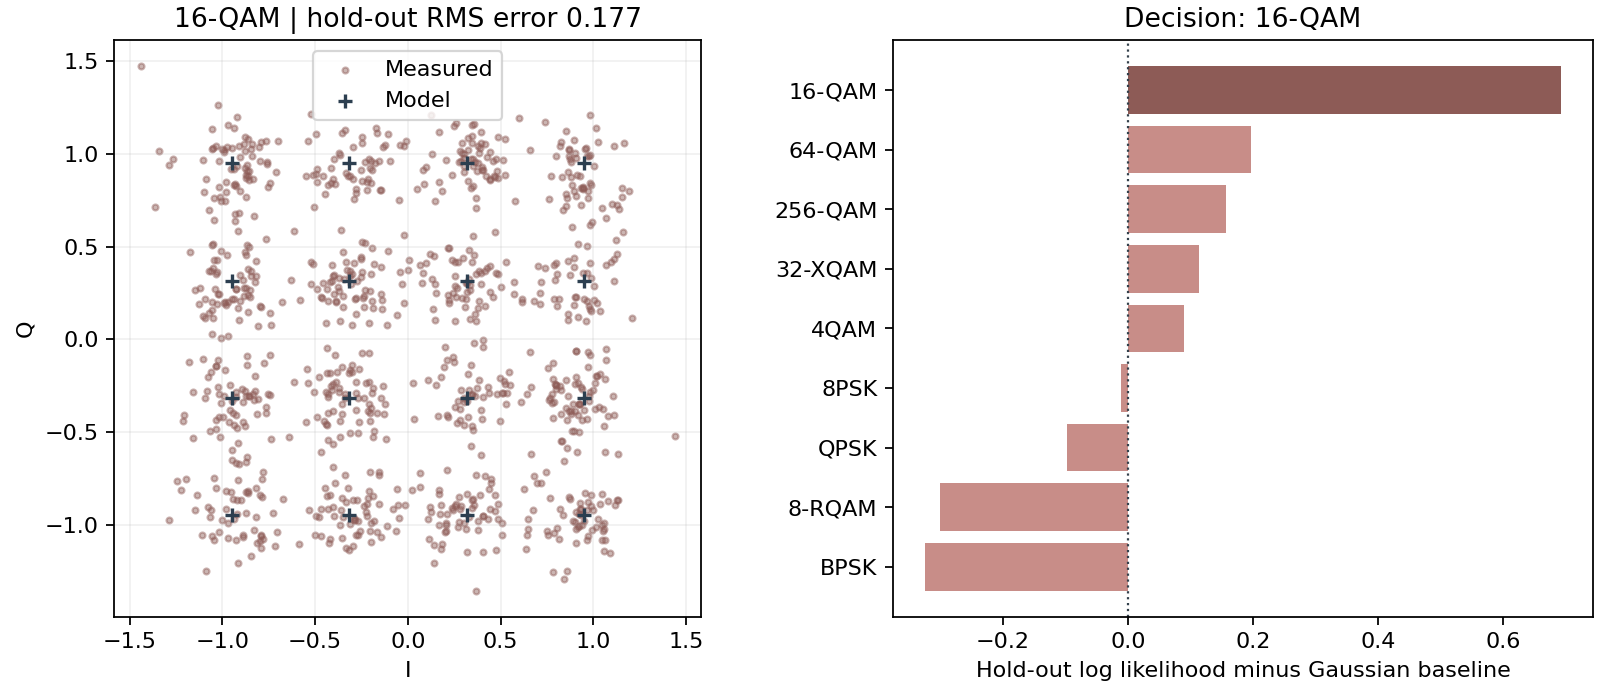 16-QAM | hold-out RMS error 0.177
Measured
Model
1.5
1.0
0.5
0.0
−0.5
−1.0
Q
−1.5
−1.0
−0.5
0.0
0.5
1.0
1.5
I
Decision: 16-QAM
16-QAM
64-QAM
256-QAM
32-XQAM
4QAM
8PSK
QPSK
8-RQAM
BPSK
−0.2
0.0
0.2
0.4
0.6
Hold-out log likelihood minus Gaussian baseline